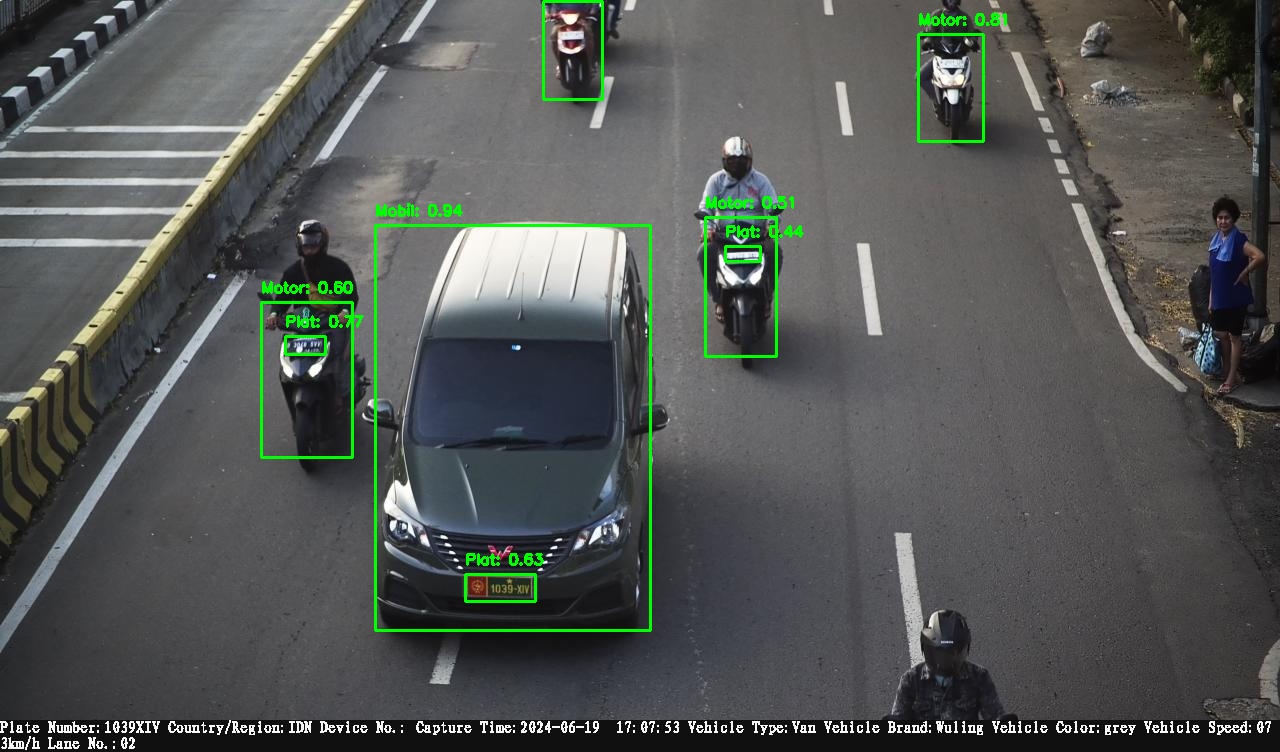 Motor: 0.81
Motor: 0.51
Mobil: 0.94
Plat: 0.44
Motor: 0.60
Plat: 0.77
Plat: 0.63
1039-XIV
Plate Number:1039XIV Country/Region:IDN Device No.: Capture Time:2024-06-19 17:07:53 Vehicle Type:Van Vehicle Brand:Wuling Vehicle Color:grey Vehicle Speed:07
3km/h Lane No.:02